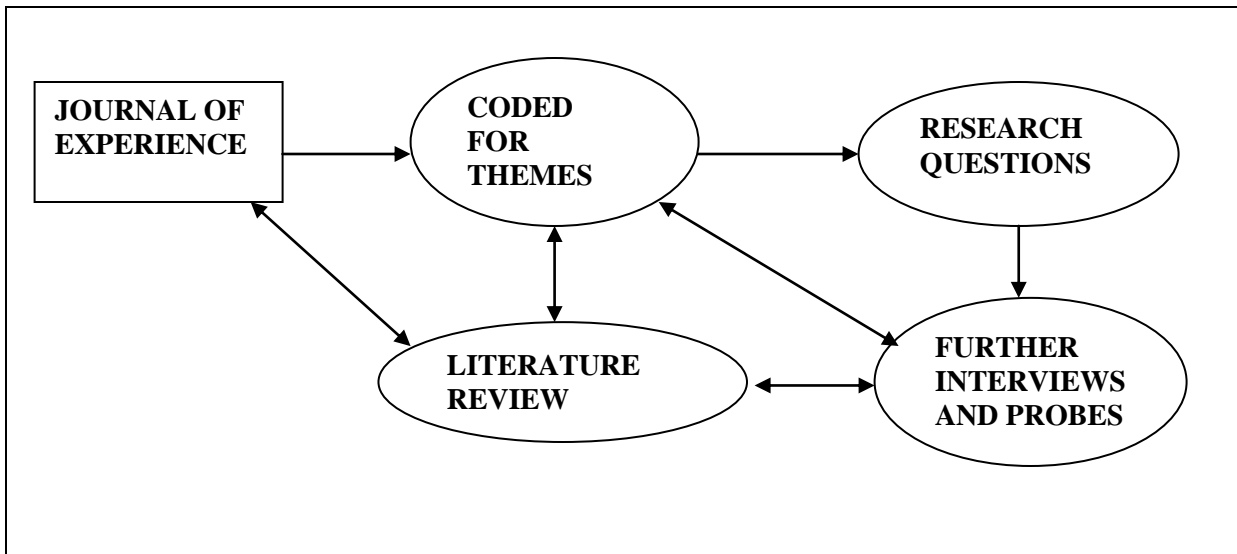 JOURNAL OF
EXPERIENCE
CODED
FOR
THEMES
RESEARCH
QUESTIONS
LITERATURE
REVIEW
FURTHER
INTERVIEWS
AND PROBES